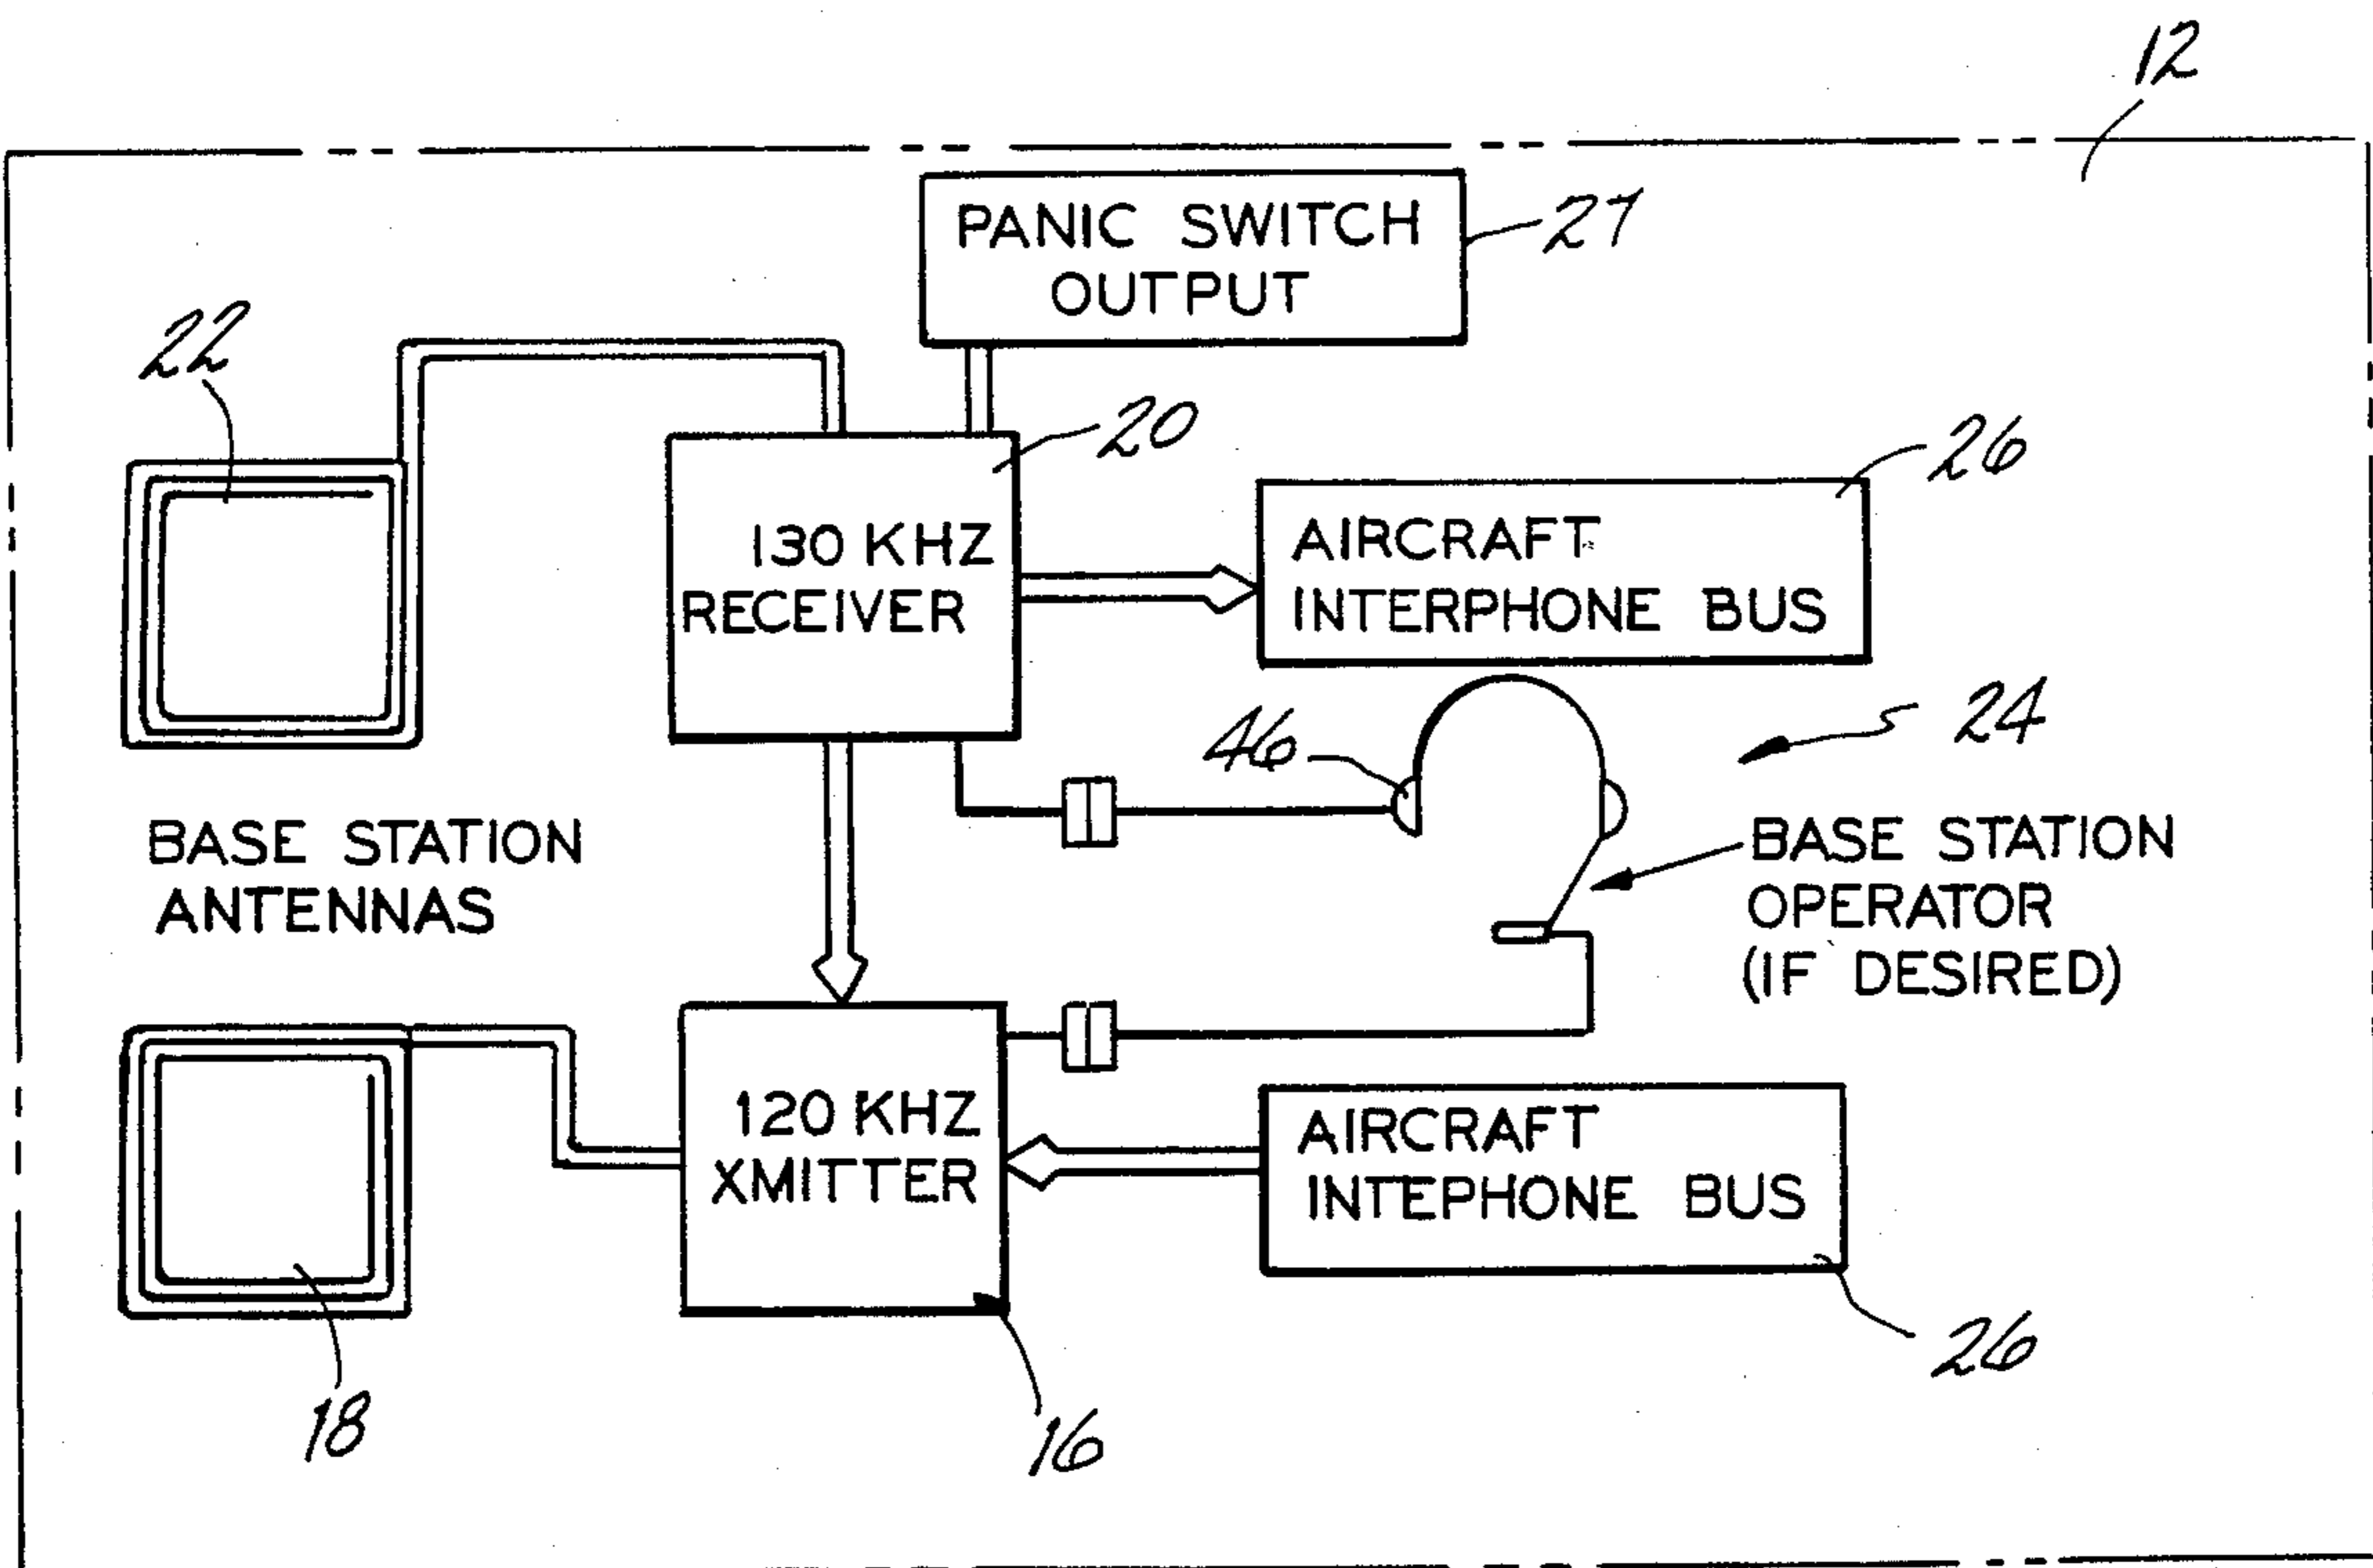 12
PANIC SWITCH
OUTPUT
27
22
20
26
130 KHZ
RECEIVER
AIRCRAFT
INTERPHONE BUS
46
24
BASE STATION
ANTENNAS
BASE STATION
OPERATOR
(IF DESIRED)
120 KHZ
XMITTER
AIRCRAFT
INTEPHONE BUS
18
16
26